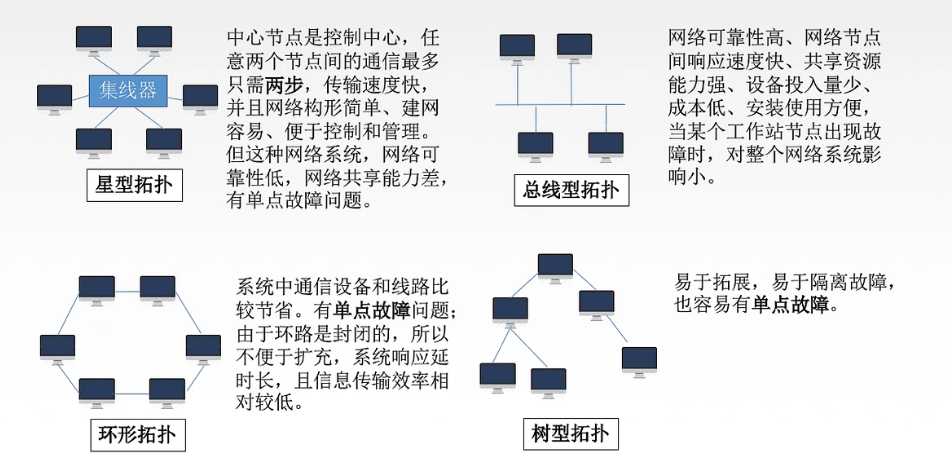 集线器
星型拓扑
中心节点是控制中心，任
意两个节点间的通信最多
只需两步，传输速度快，
并且网络构形简单、建网
容易、便于控制和管理。
但这种网络系统，网络可
靠性低，网络共享能力差，
有单点故障问题。
总线型拓扑
网络可靠性高、网络节点
间响应速度快、共享资源
能力强、设备投入量少、
成本低、安装使用方便，
当某个工作站节点出现故
障时，对整个网络系统影
响小。
环形拓扑
系统中通信设备和线路比
较节省。有单点故障问题；
由于环路是封闭的，所以
不便于扩充，系统响应延
时长，且信息传输效率相
对较低。
树型拓扑
易于拓展，易于隔离故障，
也容易有单点故障。